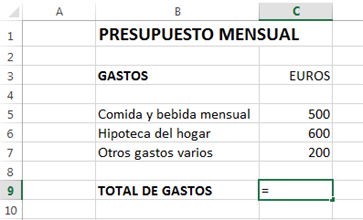 A B C
1 PRESUPUESTO MENSUAL
2
3 GASTOS EUROS
4
5 Comida y bebida mensual 500
6 Hipoteca del hogar 600
7 Otros gastos varios 200
8
9 TOTAL DE GASTOS =
10